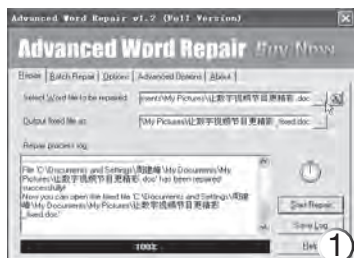 Advanced Word Repair v1.2 (Full Version)
Advanced Word Repair Buy Now
Repair Batch Repair Options Advanced Options About
Select Word file to be repaired: ments\My Pictures\让数字视频节目更精彩.doc
Output fixed file as: \My Pictures\让数字视频节目更精彩_fixed.doc
Repair process log:
File 'C:\Documents and Settings\周建峰\My Documents\My
Pictures\让数字视频节目更精彩.doc' has been repaired
successfully!
Now you can open the fixed file 'C:\Documents and Settings\周建
峰\My Documents\My Pictures\让数字视频节目更精彩
_fixed.doc'
Start Repair
Save Log
100%
Help
①